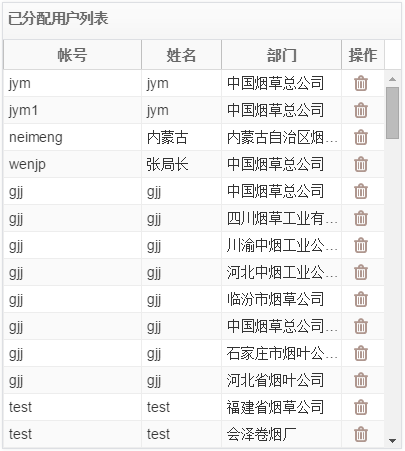 已分配用户列表
帐号 姓名 部门 操作
jym jym 中国烟草总公司
jym1 jym 中国烟草总公司
neimeng 内蒙古 内蒙古自治区烟...
wenjp 张局长 中国烟草总公司
gjj gjj 中国烟草总公司
gjj gjj 四川烟草工业有...
gjj gjj 川渝中烟工业公...
gjj gjj 河北中烟工业公...
gjj gjj 临汾市烟草公司
gjj gjj 中国烟草总公司...
gjj gjj 石家庄市烟叶公...
gjj gjj 河北省烟叶公司
test test 福建省烟草公司
test test 会泽卷烟厂